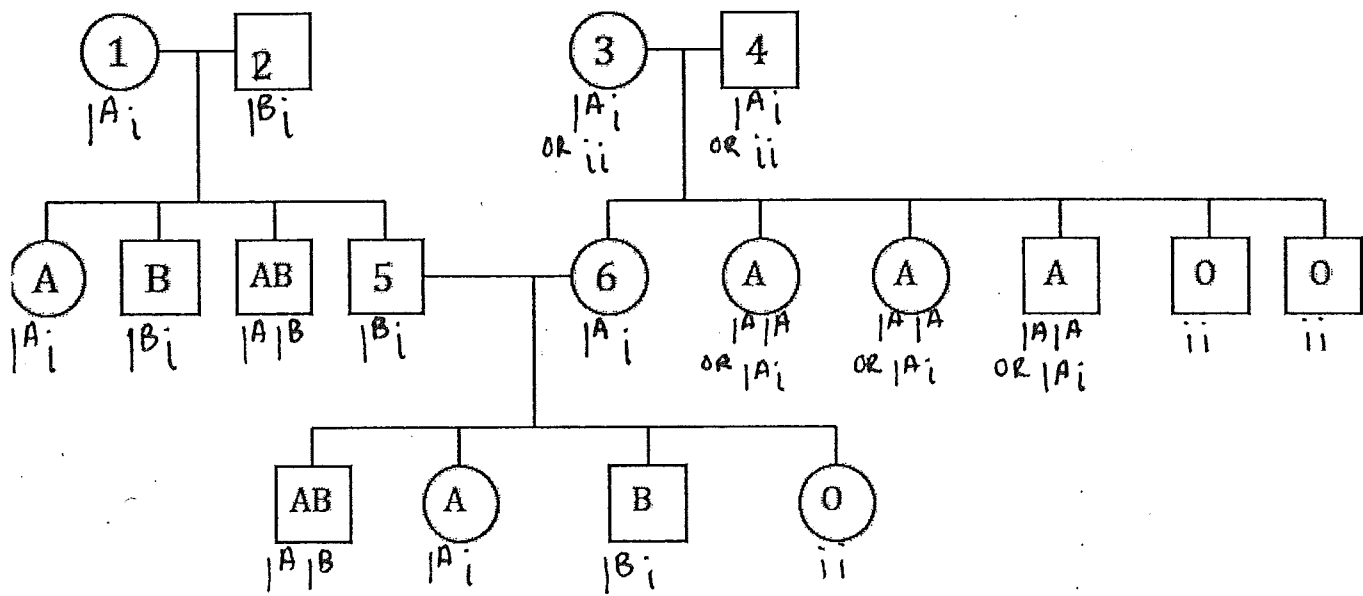 1 2 3 4
I^A i I^B i I^A i I^A i
OR ii OR ii
A B AB 5 6 A A A O O
I^A i I^B i I^A I^B I^B i I^A i I^A I^A I^A I^A I^A I^A ii ii
OR I^A i OR I^A i OR I^A i
AB A B O
I^A I^B I^A i I^B i ii